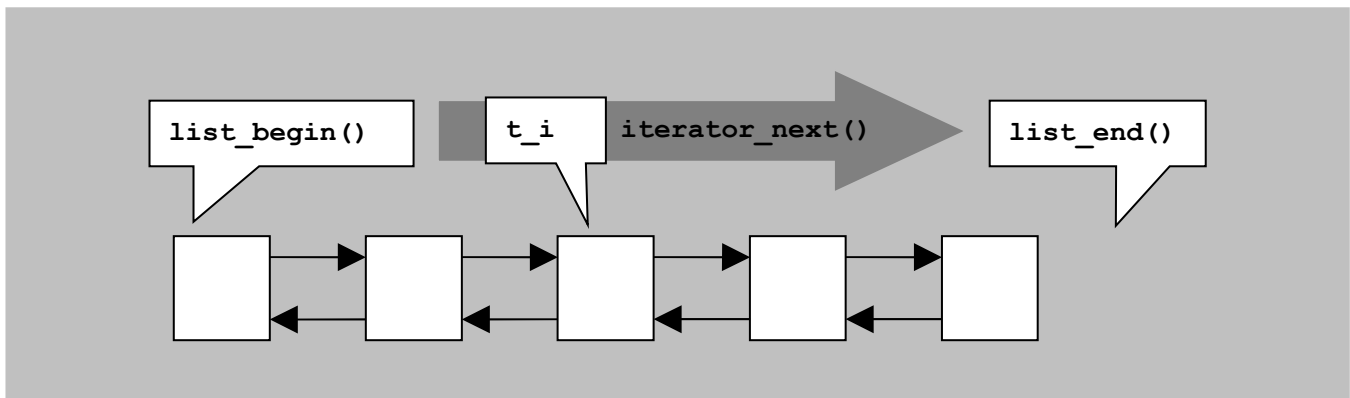 list_begin()
t_i
iterator_next()
list_end()